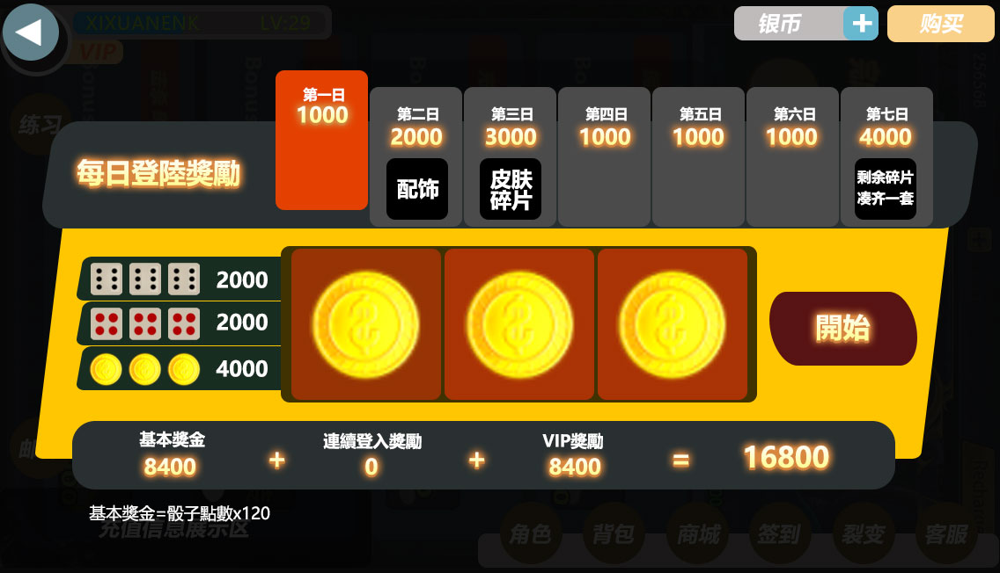 XIXUANENK LV:29
VIP
银币 + 购买
练习
第一日
1000
第二日
2000
配饰
第三日
3000
皮肤
碎片
第四日
1000
第五日
1000
第六日
1000
第七日
4000
剩余碎片
凑齐一套
每日登陸獎勵
2000
2000
4000
開始
基本獎金
8400
+
連續登入獎勵
0
+
VIP獎勵
8400
=
16800
基本獎金=骰子點數x120
充值信息展示区
角色 背包 商城 签到 裂变 客服